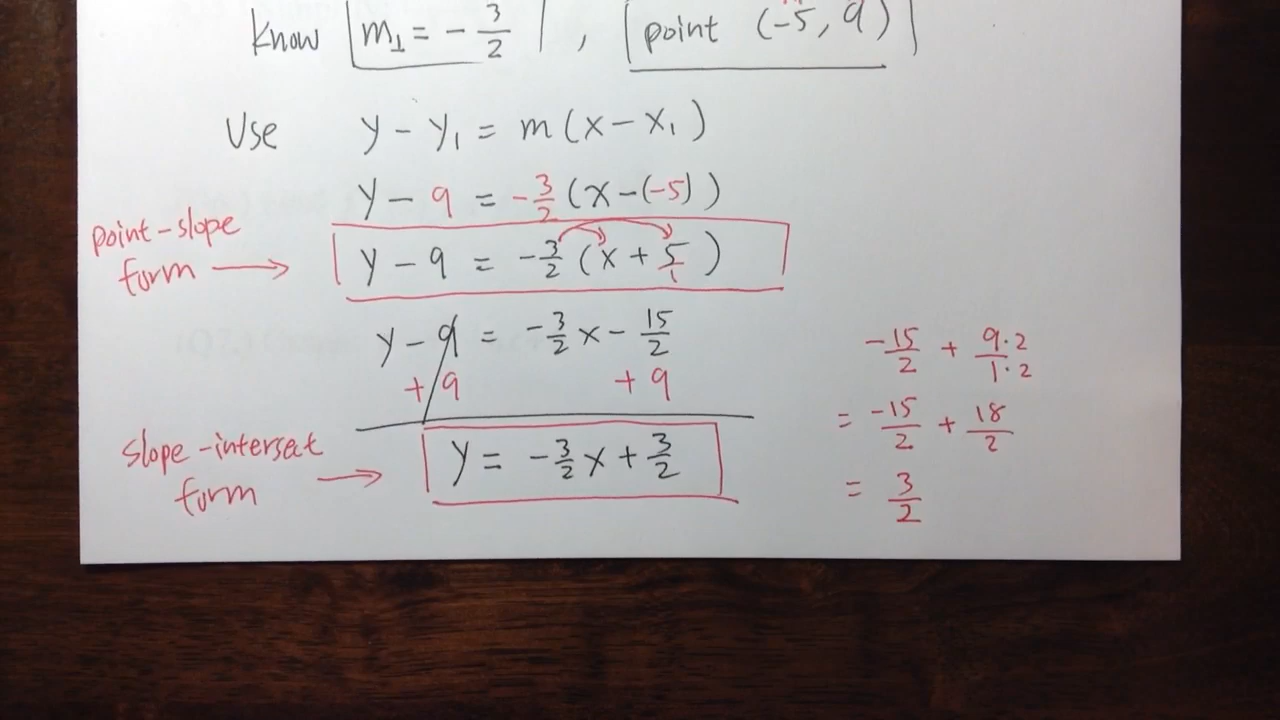 Know m⊥ = -3/2 , point (-5, 9)
Use y - y₁ = m(x - x₁)
y - 9 = -3/2 (x - (-5))
point-slope
form → y - 9 = -3/2 (x + 5/1)
y - 9 = -3/2 x - 15/2
+ 9 + 9
slope-intersect
form → y = -3/2 x + 3/2
-15/2 + 9·2/1·2
= -15/2 + 18/2
= 3/2